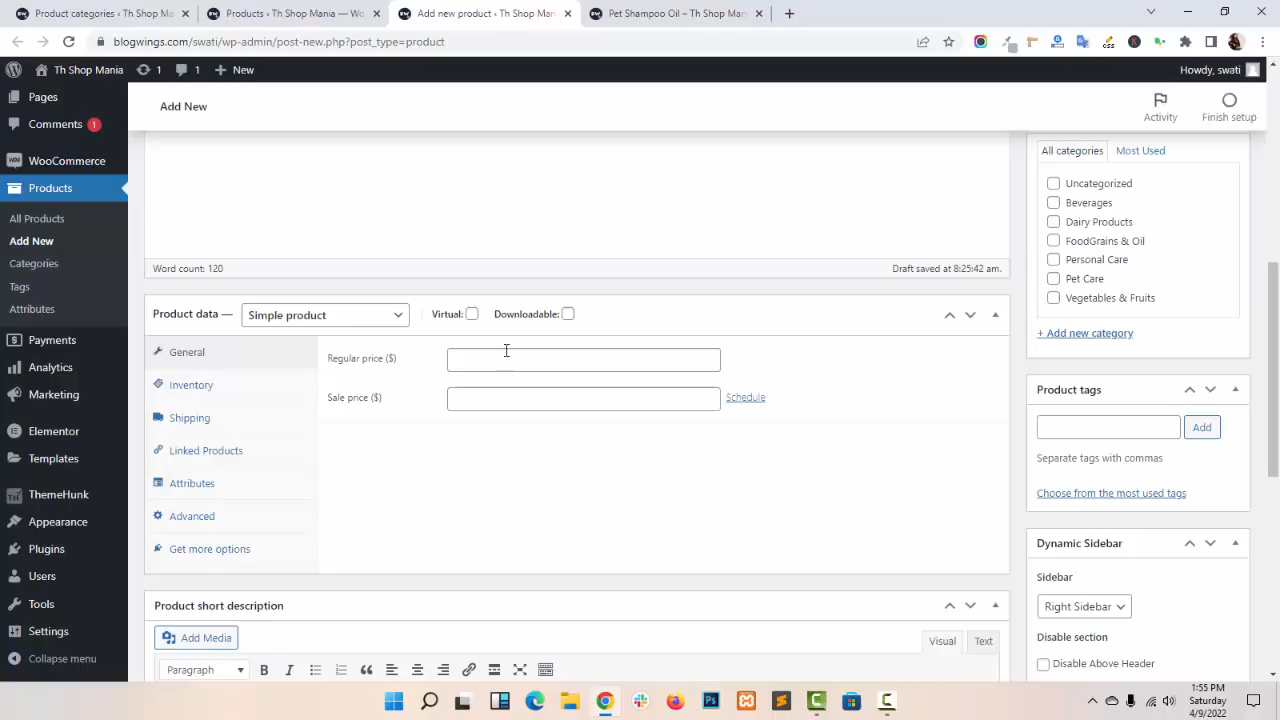 Product categories ‹ Th Shop Ma
Products ‹ Th Shop Mania — Wo
Add new product ‹ Th Shop Man
Pet Shampoo Oil – Th Shop Man
blogwings.com/swati/wp-admin/post-new.php?post_type=product
Th Shop Mania
1
1
New
Howdy, swati
Pages
Comments 1
WooCommerce
Products
All Products
Add New
Categories
Tags
Attributes
Payments
Analytics
Marketing
Elementor
Templates
ThemeHunk
Appearance
Plugins
Users
Tools
Settings
Collapse menu
Add New
Activity
Finish setup
Word count: 120
Draft saved at 8:25:42 am.
Product data —
Simple product
Virtual:
Downloadable:
General
Inventory
Shipping
Linked Products
Attributes
Advanced
Get more options
Regular price ($)
Sale price ($)
Schedule
Product short description
Add Media
Visual
Text
Paragraph
All categories
Most Used
Uncategorized
Beverages
Dairy Products
FoodGrains & Oil
Personal Care
Pet Care
Vegetables & Fruits
+ Add new category
Product tags
Add
Separate tags with commas
Choose from the most used tags
Dynamic Sidebar
Sidebar
Right Sidebar
Disable section
Disable Above Header
1:55 PM
Saturday
4/9/2022